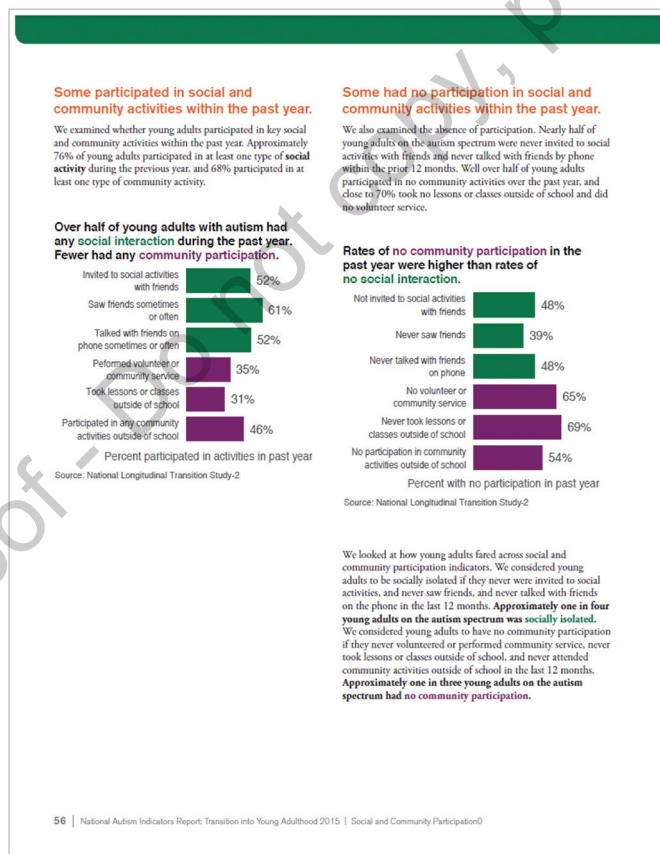 Some participated in social and
community activities within the past year.
We examined whether young adults participated in key social
and community activities within the past year. Approximately
76% of young adults participated in at least one type of social
activity during the previous year, and 68% participated in at
least one type of community activity.
Over half of young adults with autism had
any social interaction during the past year.
Fewer had any community participation.
Invited to social activities
with friends
52%
Saw friends sometimes
or often
61%
Talked with friends on
phone sometimes or often
52%
Peformed volunteer or
community service
35%
Took lessons or classes
outside of school
31%
Participated in any community
activities outside of school
46%
Percent participated in activities in past year
Source: National Longitudinal Transition Study-2
Some had no participation in social and
community activities within the past year.
We also examined the absence of participation. Nearly half of
young adults on the autism spectrum were never invited to social
activities with friends and never talked with friends by phone
within the prior 12 months. Well over half of young adults
participated in no community activities over the past year, and
close to 70% took no lessons or classes outside of school and did
no volunteer service.
Rates of no community participation in the
past year were higher than rates of
no social interaction.
Not invited to social activities
with friends
48%
Never saw friends
39%
Never talked with friends
on phone
48%
No volunteer or
community service
65%
Never took lessons or
classes outside of school
69%
No participation in community
activities outside of school
54%
Percent with no participation in past year
Source: National Longitudinal Transition Study-2
We looked at how young adults fared across social and
community participation indicators. We considered young
adults to be socially isolated if they never were invited to social
activities, and never saw friends, and never talked with friends
on the phone in the last 12 months. Approximately one in four
young adults on the autism spectrum was socially isolated.
We considered young adults to have no community participation
if they never volunteered or performed community service, never
took lessons or classes outside of school, and never attended
community activities outside of school in the last 12 months.
Approximately one in three young adults on the autism
spectrum had no community participation.
56 | National Autism Indicators Report: Transition into Young Adulthood 2015 | Social and Community Participation0
oof - Do not copy, p